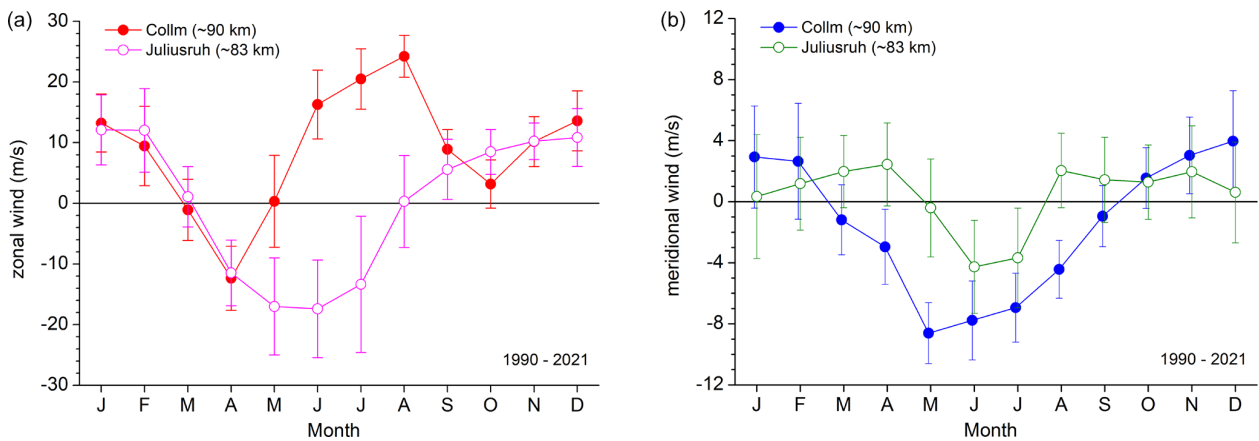 (a)
Collm (~90 km)
Juliusruh (~83 km)
30
20
10
0
-10
-20
-30
zonal wind (m/s)
1990 - 2021
J F M A M J J A S O N D
Month
(b)
Collm (~90 km)
Juliusruh (~83 km)
12
8
4
0
-4
-8
-12
meridional wind (m/s)
1990 - 2021
J F M A M J J A S O N D
Month